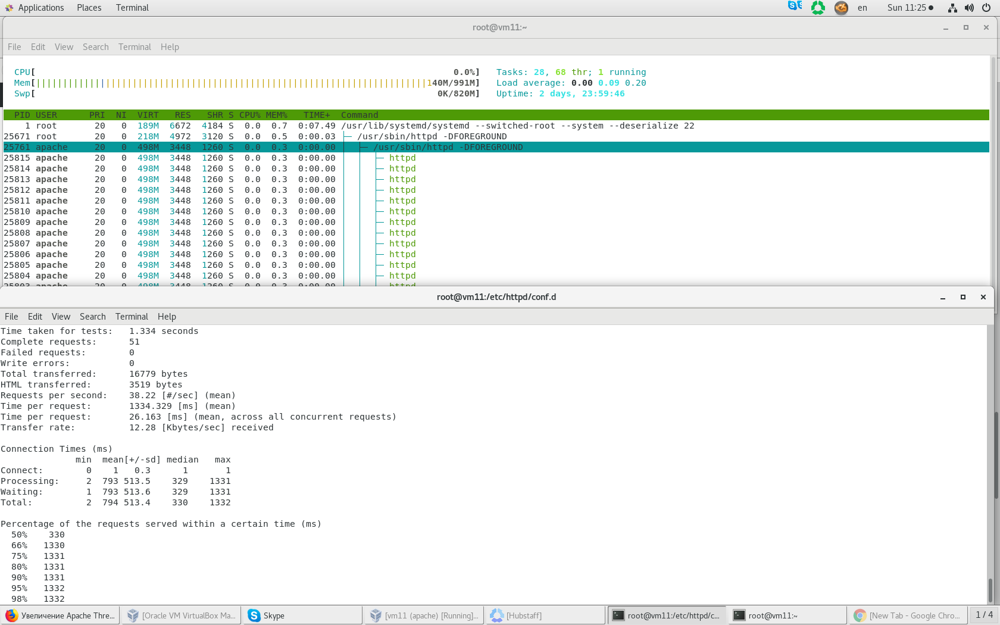 Applications Places Terminal en Sun 11:25
root@vm11:~
File Edit View Search Terminal Help
CPU[ 0.0%] Tasks: 28, 68 thr; 1 running
Mem[|||||||||||||||||||||||||||||||||||||||||||||||||||||||||||||||||||||||||140M/991M] Load average: 0.00 0.09 0.20
Swp[ 0K/820M] Uptime: 2 days, 23:59:46
PID USER PRI NI VIRT RES SHR S CPU% MEM% TIME+ Command
1 root 20 0 189M 6672 4184 S 0.0 0.7 0:07.49 /usr/lib/systemd/systemd --switched-root --system --deserialize 22
25671 root 20 0 218M 4972 3120 S 0.0 0.5 0:00.03 ├─ /usr/sbin/httpd -DFOREGROUND
25761 apache 20 0 498M 3448 1260 S 0.0 0.3 0:00.00 │ ├─ /usr/sbin/httpd -DFOREGROUND
25815 apache 20 0 498M 3448 1260 S 0.0 0.3 0:00.00 │ │ ├─ httpd
25814 apache 20 0 498M 3448 1260 S 0.0 0.3 0:00.00 │ │ ├─ httpd
25813 apache 20 0 498M 3448 1260 S 0.0 0.3 0:00.00 │ │ ├─ httpd
25812 apache 20 0 498M 3448 1260 S 0.0 0.3 0:00.00 │ │ ├─ httpd
25811 apache 20 0 498M 3448 1260 S 0.0 0.3 0:00.00 │ │ ├─ httpd
25810 apache 20 0 498M 3448 1260 S 0.0 0.3 0:00.00 │ │ ├─ httpd
25809 apache 20 0 498M 3448 1260 S 0.0 0.3 0:00.00 │ │ ├─ httpd
25808 apache 20 0 498M 3448 1260 S 0.0 0.3 0:00.00 │ │ ├─ httpd
25807 apache 20 0 498M 3448 1260 S 0.0 0.3 0:00.00 │ │ ├─ httpd
25806 apache 20 0 498M 3448 1260 S 0.0 0.3 0:00.00 │ │ ├─ httpd
25805 apache 20 0 498M 3448 1260 S 0.0 0.3 0:00.00 │ │ ├─ httpd
25804 apache 20 0 498M 3448 1260 S 0.0 0.3 0:00.00 │ │ ├─ httpd
25803 apache 20 0 498M 3448 1260 S 0.0 0.3 0:00.00 │ │ ├─ httpd
root@vm11:/etc/httpd/conf.d
File Edit View Search Terminal Help
Time taken for tests: 1.334 seconds
Complete requests: 51
Failed requests: 0
Write errors: 0
Total transferred: 16779 bytes
HTML transferred: 3519 bytes
Requests per second: 38.22 [#/sec] (mean)
Time per request: 1334.329 [ms] (mean)
Time per request: 26.163 [ms] (mean, across all concurrent requests)
Transfer rate: 12.28 [Kbytes/sec] received
Connection Times (ms)
min mean[+/-sd] median max
Connect: 0 1 0.3 1 1
Processing: 2 793 513.5 329 1331
Waiting: 1 793 513.6 329 1331
Total: 2 794 513.4 330 1332
Percentage of the requests served within a certain time (ms)
50% 330
66% 1330
75% 1331
80% 1331
90% 1331
95% 1332
98% 1332
Увеличение Apache Thre... [Oracle VM VirtualBox Ma... Skype [vm11 (apache) [Running]... [Hubstaff] root@vm11:/etc/httpd/c... root@vm11:~ [New Tab - Google Chro... 1 / 4